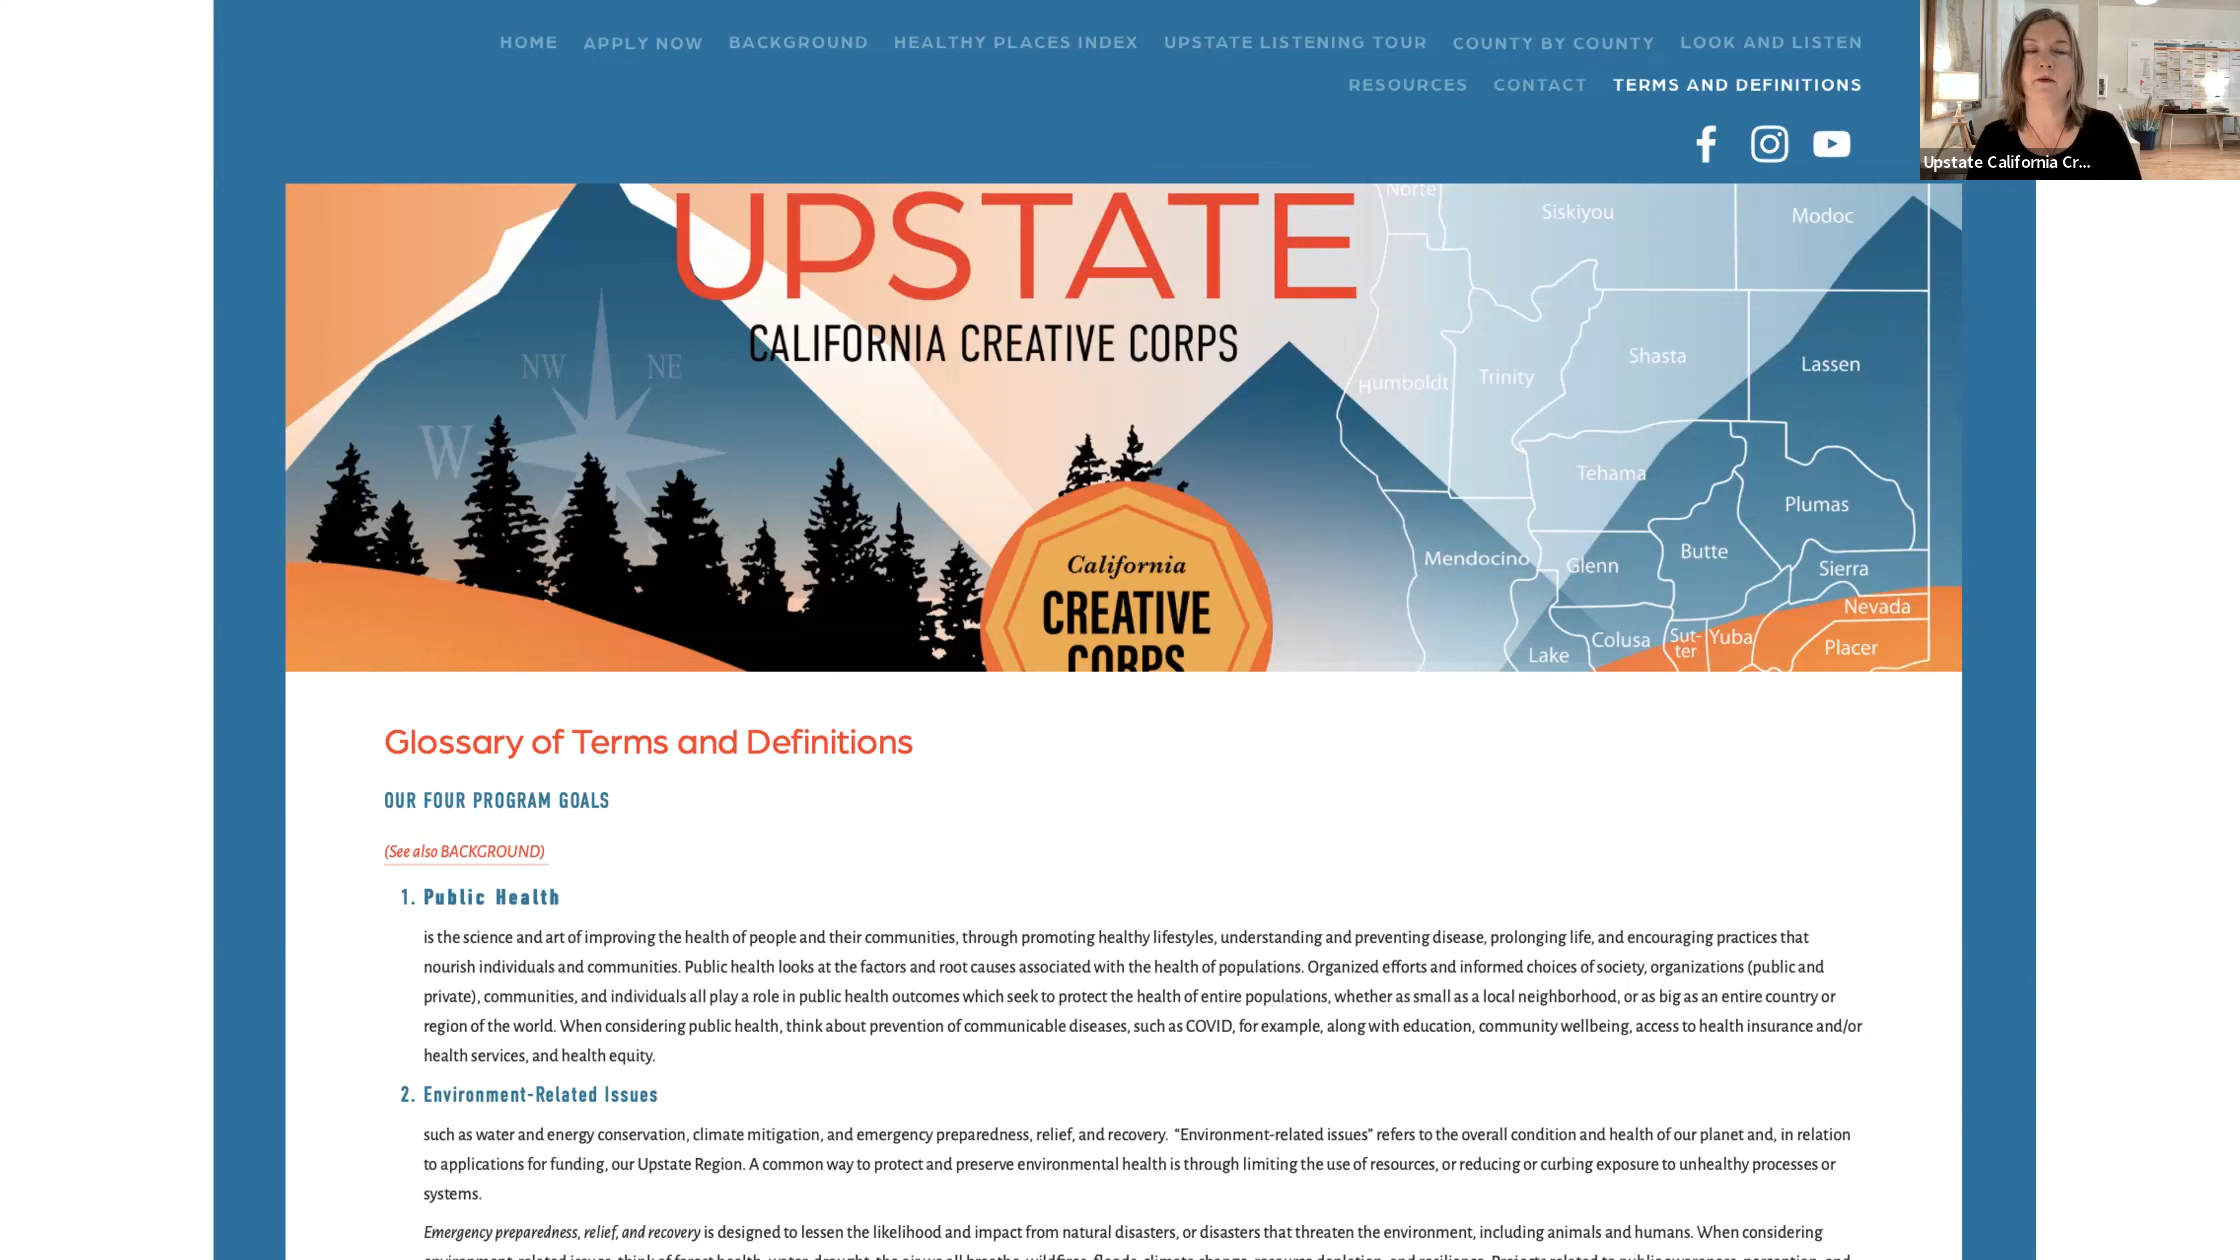 HOME APPLY NOW BACKGROUND HEALTHY PLACES INDEX UPSTATE LISTENING TOUR COUNTY BY COUNTY LOOK AND LISTEN
RESOURCES CONTACT TERMS AND DEFINITIONS
Upstate California Cr...
UPSTATE
CALIFORNIA CREATIVE CORPS
NW NE
W
Norte
Siskiyou
Modoc
Humboldt
Trinity
Shasta
Lassen
Tehama
Plumas
Mendocino
Glenn
Butte
Sierra
Nevada
Lake
Colusa
Sut-
ter
Yuba
Placer
California
CREATIVE
CORPS
Glossary of Terms and Definitions
OUR FOUR PROGRAM GOALS
(See also BACKGROUND)
1. Public Health
is the science and art of improving the health of people and their communities, through promoting healthy lifestyles, understanding and preventing disease, prolonging life, and encouraging practices that
nourish individuals and communities. Public health looks at the factors and root causes associated with the health of populations. Organized efforts and informed choices of society, organizations (public and
private), communities, and individuals all play a role in public health outcomes which seek to protect the health of entire populations, whether as small as a local neighborhood, or as big as an entire country or
region of the world. When considering public health, think about prevention of communicable diseases, such as COVID, for example, along with education, community wellbeing, access to health insurance and/or
health services, and health equity.
2. Environment-Related Issues
such as water and energy conservation, climate mitigation, and emergency preparedness, relief, and recovery. “Environment-related issues” refers to the overall condition and health of our planet and, in relation
to applications for funding, our Upstate Region. A common way to protect and preserve environmental health is through limiting the use of resources, or reducing or curbing exposure to unhealthy processes or
systems.
Emergency preparedness, relief, and recovery is designed to lessen the likelihood and impact from natural disasters, or disasters that threaten the environment, including animals and humans. When considering